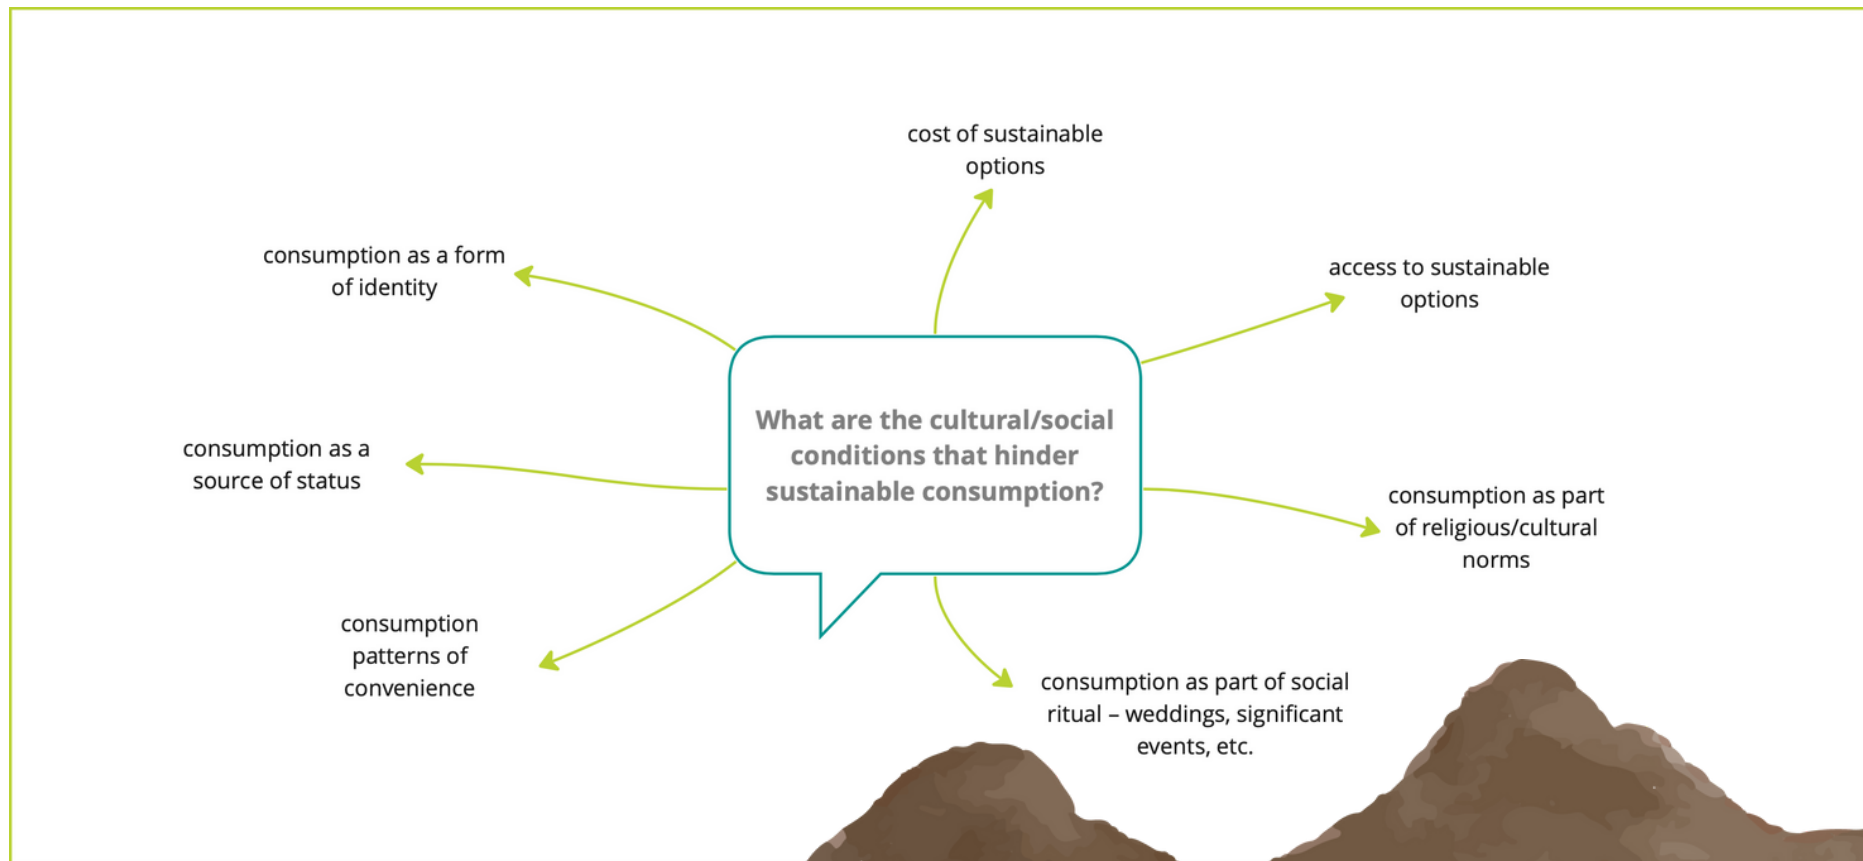 cost of sustainable
options
consumption as a form
of identity
access to sustainable
options
What are the cultural/social
conditions that hinder
sustainable consumption?
consumption as a
source of status
consumption as part
of religious/cultural
norms
consumption
patterns of
convenience
consumption as part of social
ritual – weddings, significant
events, etc.